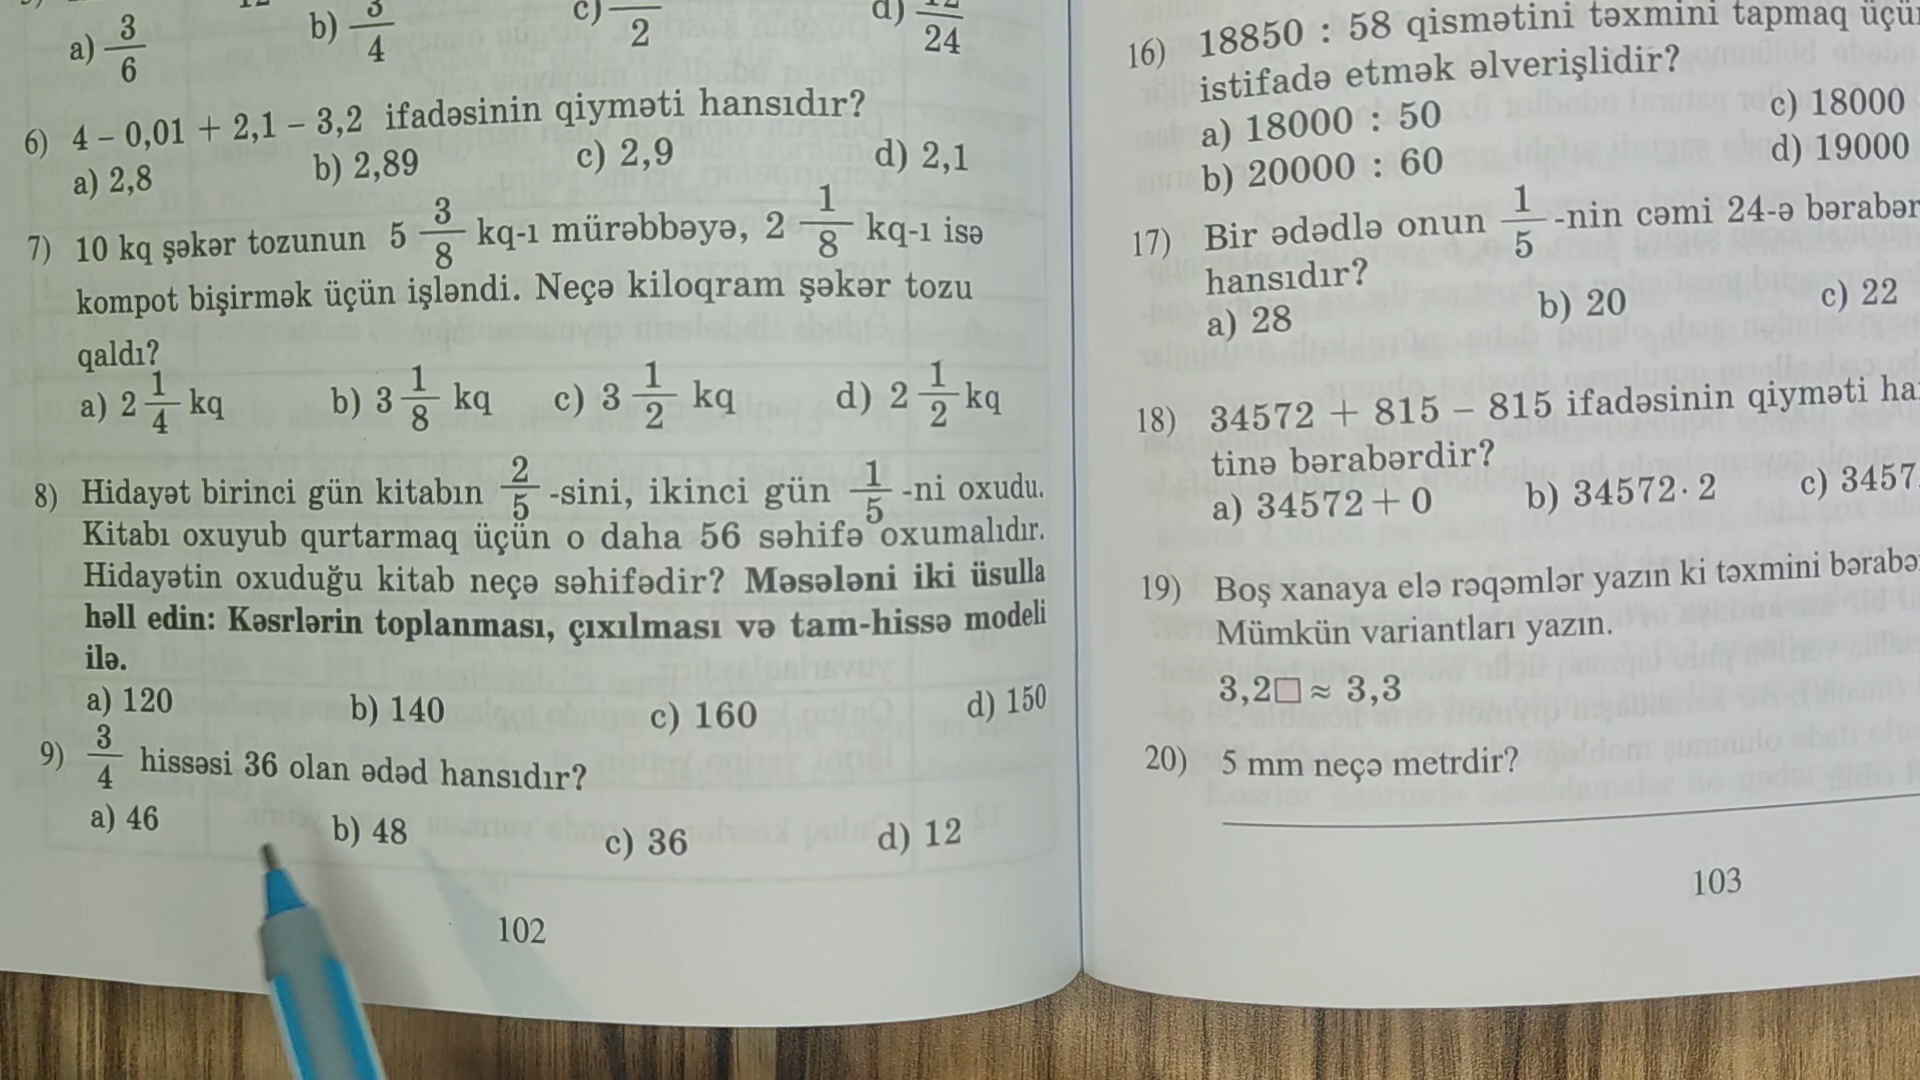 a) 3/6 b) 3/4 c) 2 d) 12/24
6) 4 – 0,01 + 2,1 – 3,2 ifadəsinin qiyməti hansıdır?
a) 2,8 b) 2,89 c) 2,9 d) 2,1
7) 10 kq şəkər tozunun 5 3/8 kq-ı mürəbbəyə, 2 1/8 kq-ı isə
kompot bişirmək üçün işləndi. Neçə kiloqram şəkər tozu
qaldı?
a) 2 1/4 kq b) 3 1/8 kq c) 3 1/2 kq d) 2 1/2 kq
8) Hidayət birinci gün kitabın 2/5 -sini, ikinci gün 1/5 -ni oxudu.
Kitabı oxuyub qurtarmaq üçün o daha 56 səhifə oxumalıdır.
Hidayətin oxuduğu kitab neçə səhifədir? Məsələni iki üsulla
həll edin: Kəsrlərin toplanması, çıxılması və tam-hissə modeli
ilə.
a) 120 b) 140 c) 160 d) 150
9) 3/4 hissəsi 36 olan ədəd hansıdır?
a) 46 b) 48 c) 36 d) 12
102
16) 18850 : 58 qismətini təxmini tapmaq
istifadə etmək əlverişlidir?
a) 18000 : 50 c) 18000
b) 20000 : 60 d) 19000
17) Bir ədədlə onun 1/5 -nin cəmi 24-ə
hansıdır?
a) 28 b) 20 c) 22
18) 34572 + 815 – 815 ifadəsinin qiyməti
tinə bərabərdir?
a) 34572 + 0 b) 34572 · 2 c) 3457
19) Boş xanaya elə rəqəmlər yazın ki təxmini
Mümkün variantları yazın.
3,2□ ≈ 3,3
20) 5 mm neçə metrdir?
103